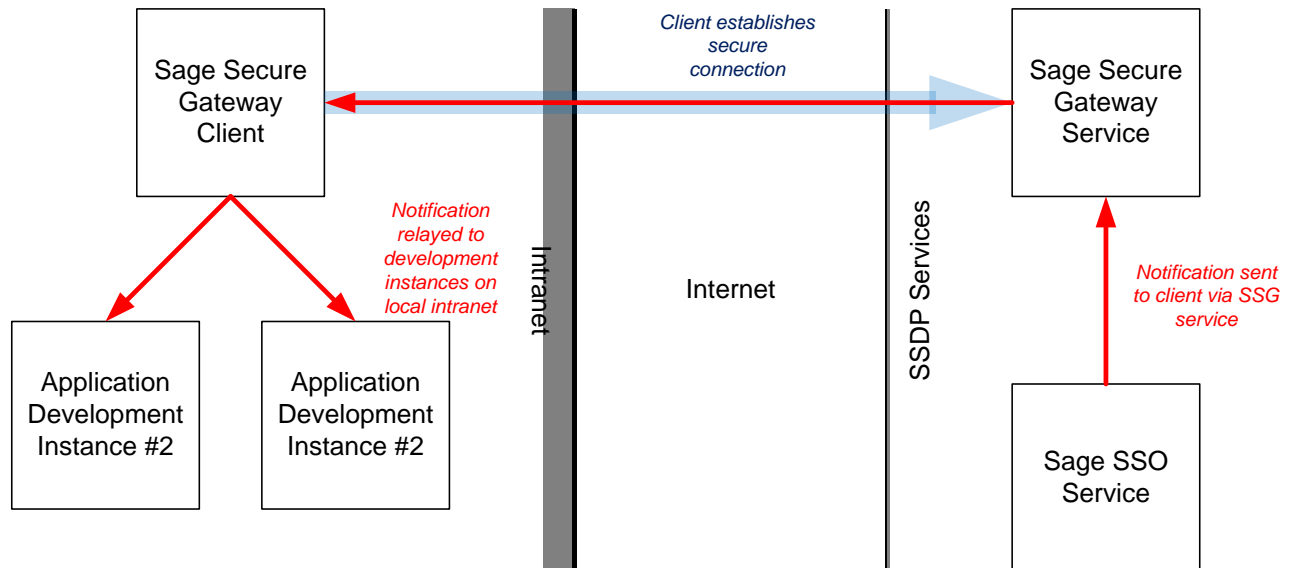 Client establishes
secure
connection
Sage Secure
Gateway
Client
Sage Secure
Gateway
Service
Notification
relayed to
development
instances on
local intranet
Intranet
Internet
SSDP Services
Notification sent
to client via SSG
service
Application
Development
Instance #2
Application
Development
Instance #2
Sage SSO
Service